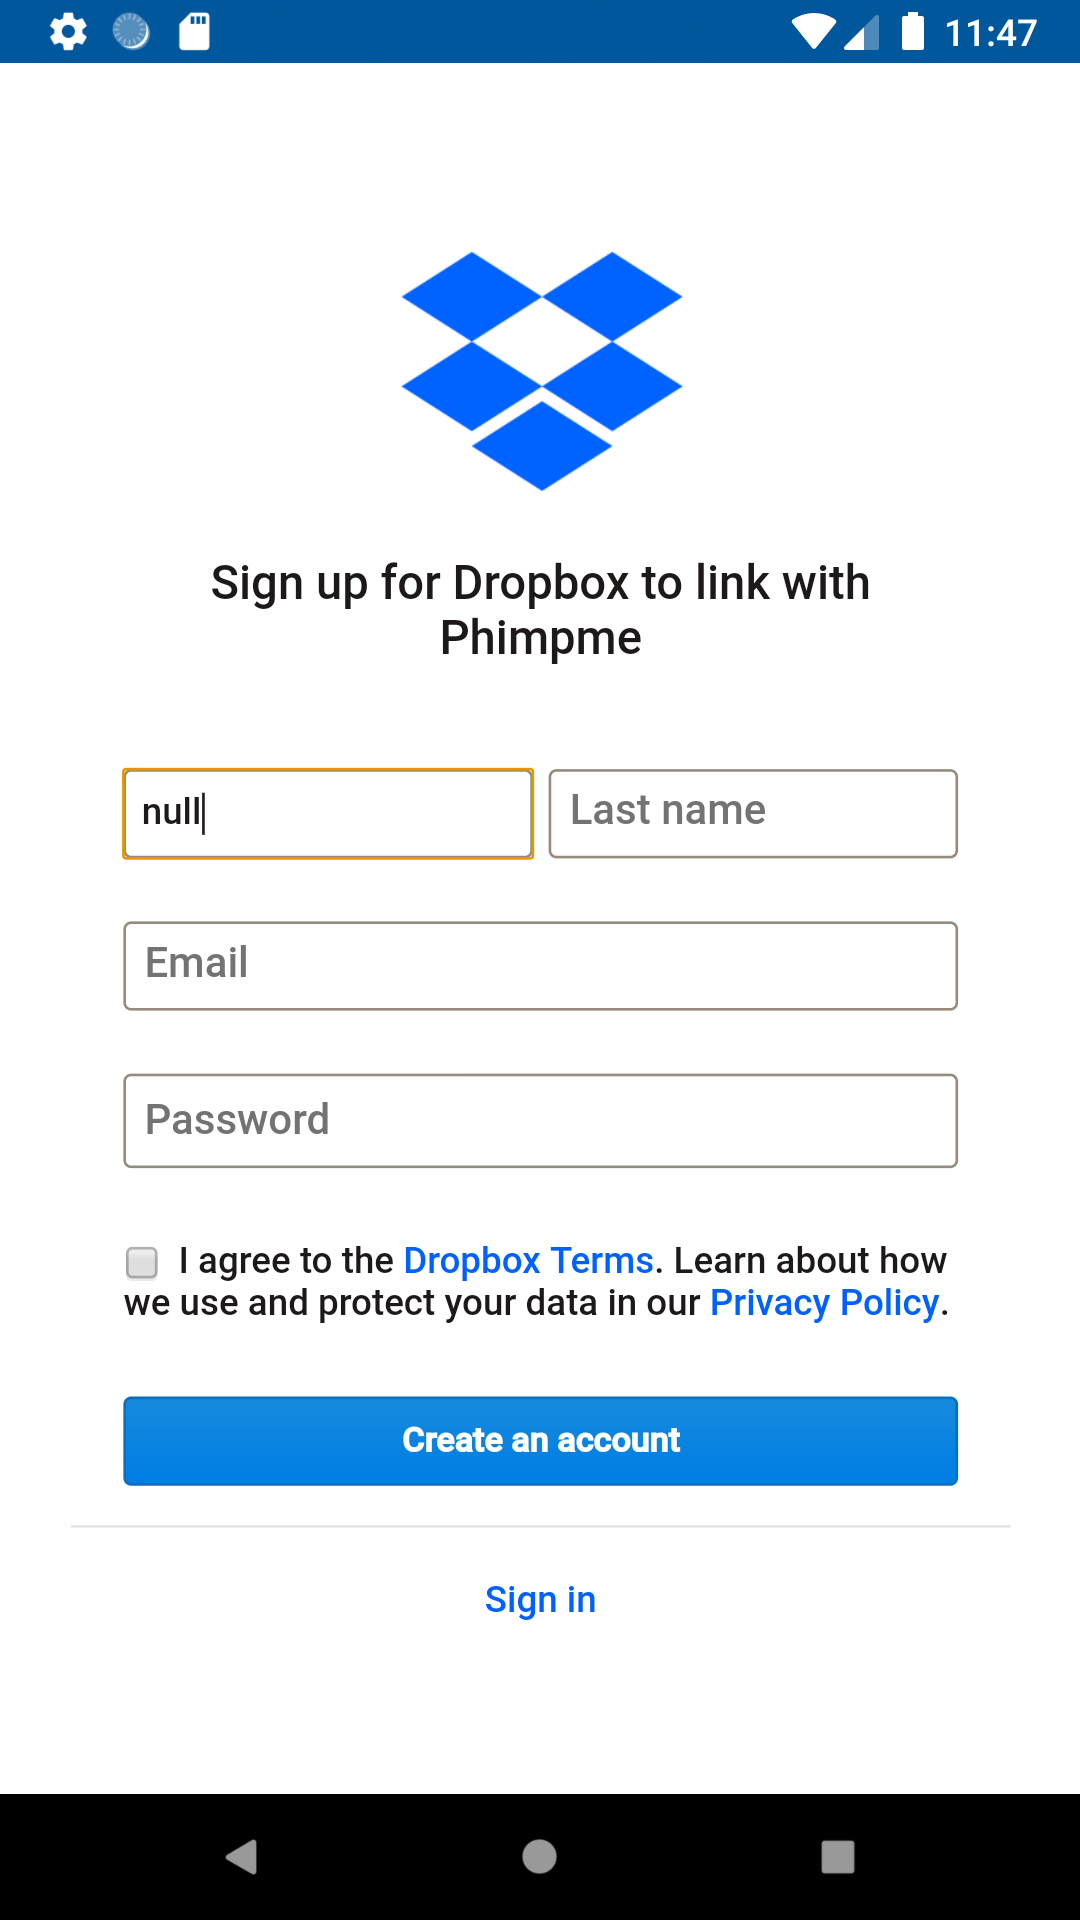 11:47
Sign up for Dropbox to link with
Phimpme
null
Last name
Email
Password
I agree to the Dropbox Terms. Learn about how
we use and protect your data in our Privacy Policy.
Create an account
Sign in